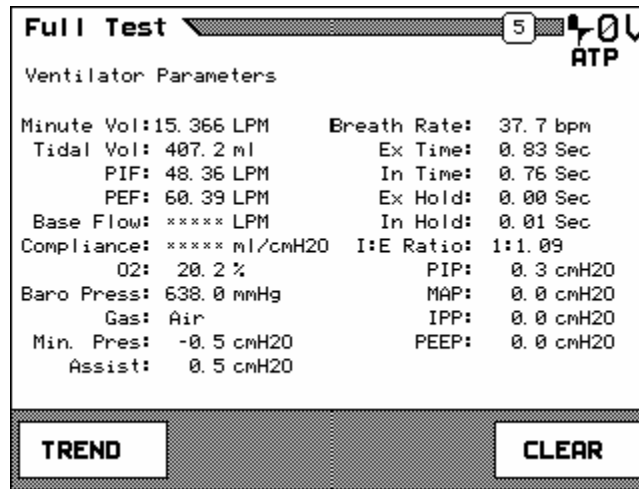 Full Test 5 0V
ATP
Ventilator Parameters
Minute Vol: 15.366 LPM Breath Rate: 37.7 bpm
Tidal Vol: 407.2 ml Ex Time: 0.83 Sec
PIF: 48.36 LPM In Time: 0.76 Sec
PEF: 60.39 LPM Ex Hold: 0.00 Sec
Base Flow: ***** LPM In Hold: 0.01 Sec
Compliance: ***** ml/cmH2O I:E Ratio: 1:1.09
O2: 20.2 % PIP: 0.3 cmH2O
Baro Press: 638.0 mmHg MAP: 0.0 cmH2O
Gas: Air IPP: 0.0 cmH2O
Min. Pres: -0.5 cmH2O PEEP: 0.0 cmH2O
Assist: 0.5 cmH2O
TREND CLEAR